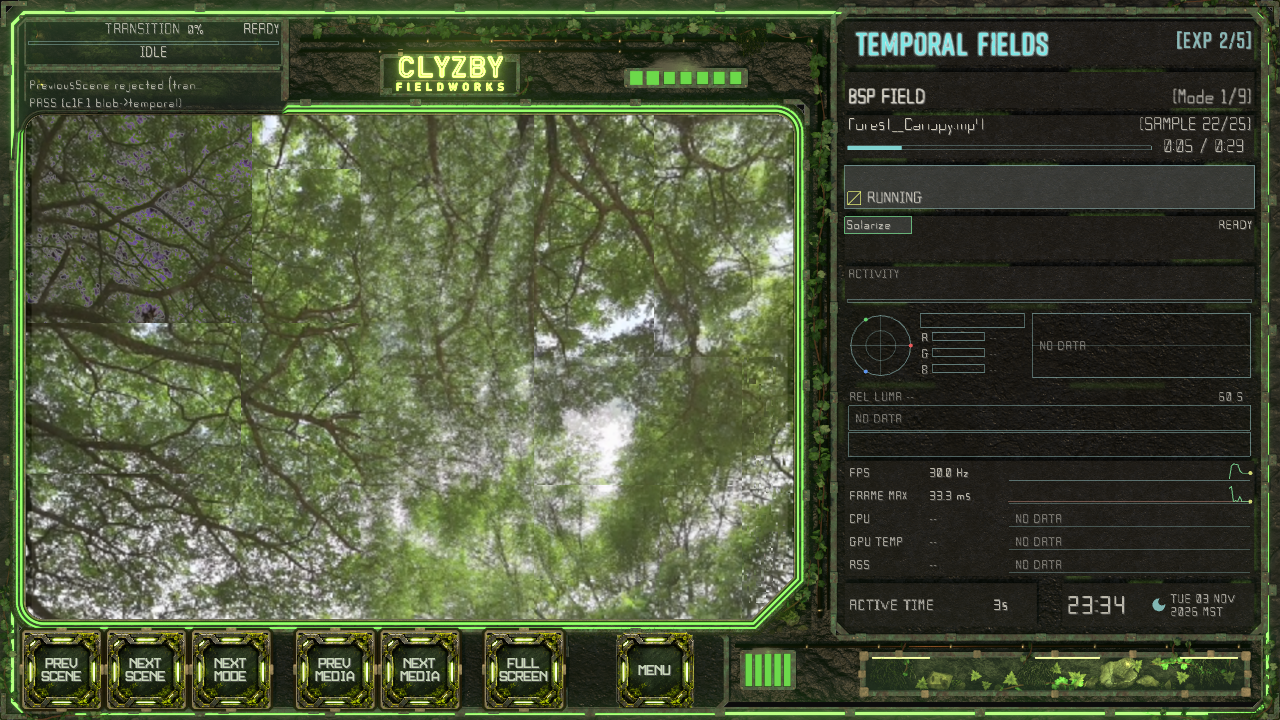 TRANSITION 0% READY
IDLE
PreviousScene rejected (tran
PASS (c1F1 blob->temporal)
CLYZBY
FIELDWORKS
TEMPORAL FIELDS [EXP 2/5]
BSP FIELD (Mode 1/9)
Forest_Canopy.mp4 (SAMPLE 22/25)
0:05 / 0:29
RUNNING
Solarize READY
ACTIVITY
R --
G --
B --
NO DATA
REL LUMA -- 60 S
NO DATA
FPS 30.0 Hz
FRAME MAX 33.3 mS
CPU -- NO DATA
GPU TEMP -- NO DATA
RSS -- NO DATA
ACTIVE TIME 3s
23:34
TUE 03 NOV
2026 MST
PREV SCENE
NEXT SCENE
NEXT MODE
PREV MEDIA
NEXT MEDIA
FULL SCREEN
MENU